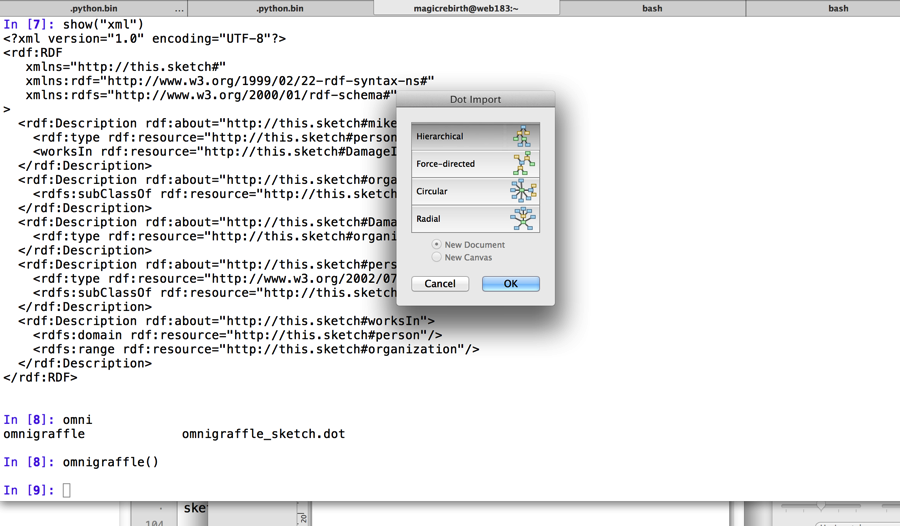 .python.bin ... .python.bin magicrebirth@web183:~ bash bash
In [7]: show("xml")
<?xml version="1.0" encoding="UTF-8"?>
<rdf:RDF
xmlns="http://this.sketch#"
xmlns:rdf="http://www.w3.org/1999/02/22-rdf-syntax-ns#"
xmlns:rdfs="http://www.w3.org/2000/01/rdf-schema#"
>
<rdf:Description rdf:about="http://this.sketch#mike
<rdf:type rdf:resource="http://this.sketch#person
<worksIn rdf:resource="http://this.sketch#DamageI
</rdf:Description>
<rdf:Description rdf:about="http://this.sketch#orga
<rdfs:subClassOf rdf:resource="http://this.sketch
</rdf:Description>
<rdf:Description rdf:about="http://this.sketch#Dama
<rdf:type rdf:resource="http://this.sketch#organi
</rdf:Description>
<rdf:Description rdf:about="http://this.sketch#pers
<rdf:type rdf:resource="http://www.w3.org/2002/07
<rdfs:subClassOf rdf:resource="http://this.sketch
</rdf:Description>
<rdf:Description rdf:about="http://this.sketch#worksIn">
<rdfs:domain rdf:resource="http://this.sketch#person"/>
<rdfs:range rdf:resource="http://this.sketch#organization"/>
</rdf:Description>
</rdf:RDF>
In [8]: omni
omnigraffle omnigraffle_sketch.dot
In [8]: omnigraffle()
In [9]:
Dot Import
Hierarchical
Force-directed
Circular
Radial
New Document
New Canvas
Cancel OK
ske
104
20